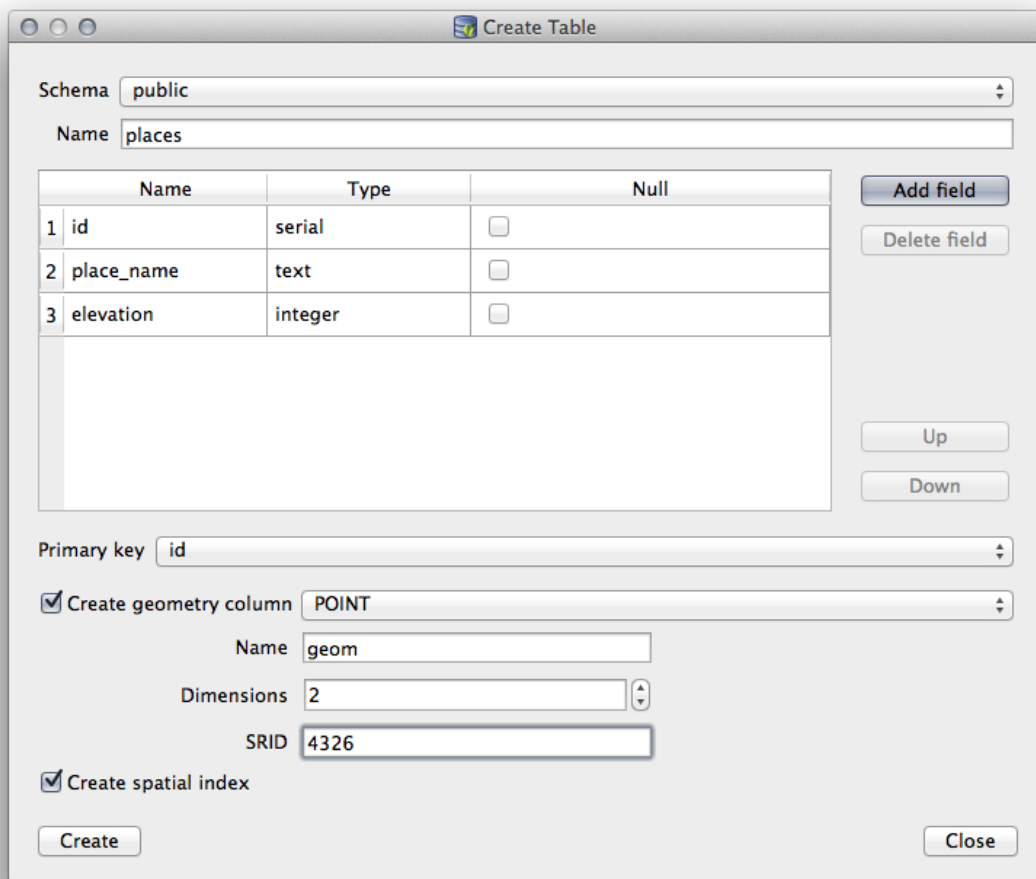 Create Table
Schema public
Name places
Name Type Null
1 id serial
2 place_name text
3 elevation integer
Add field
Delete field
Up
Down
Primary key id
Create geometry column POINT
Name geom
Dimensions 2
SRID 4326
Create spatial index
Create Close